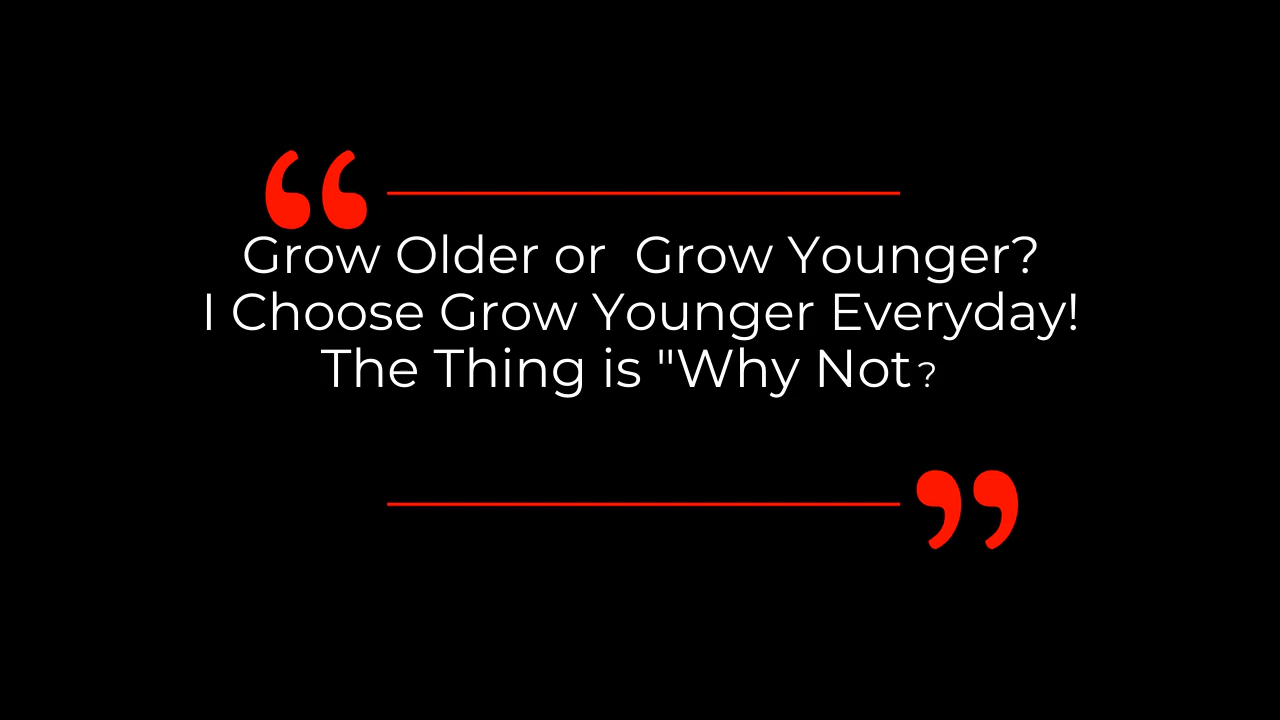 “
Grow Older or  Grow Younger?
I Choose Grow Younger Everyday!
The Thing is "Why Not?
”